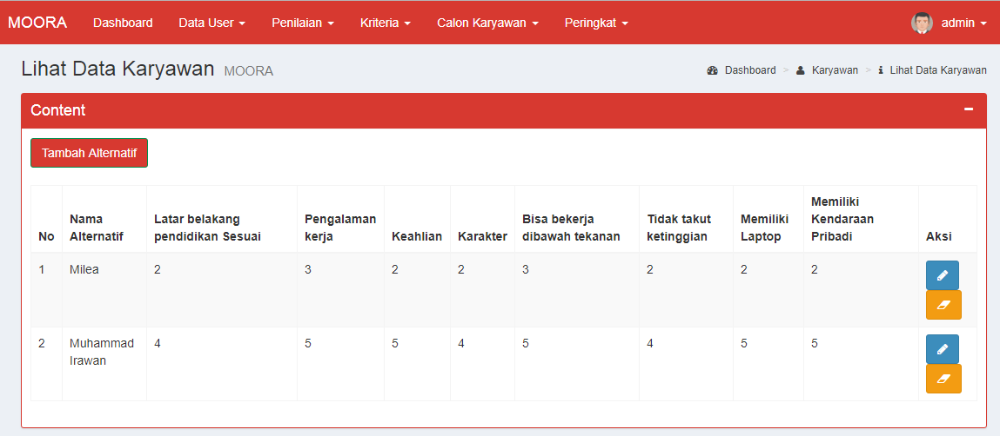 MOORA Dashboard Data User Penilaian Kriteria Calon Karyawan Peringkat admin
Lihat Data Karyawan MOORA Dashboard > Karyawan > Lihat Data Karyawan
Content
Tambah Alternatif
No Nama Alternatif Latar belakang pendidikan Sesuai Pengalaman kerja Keahlian Karakter Bisa bekerja dibawah tekanan Tidak takut ketinggian Memiliki Laptop Memiliki Kendaraan Pribadi Aksi
1 Milea 2 3 2 2 3 2 2 2
2 Muhammad Irawan 4 5 5 4 5 4 5 5